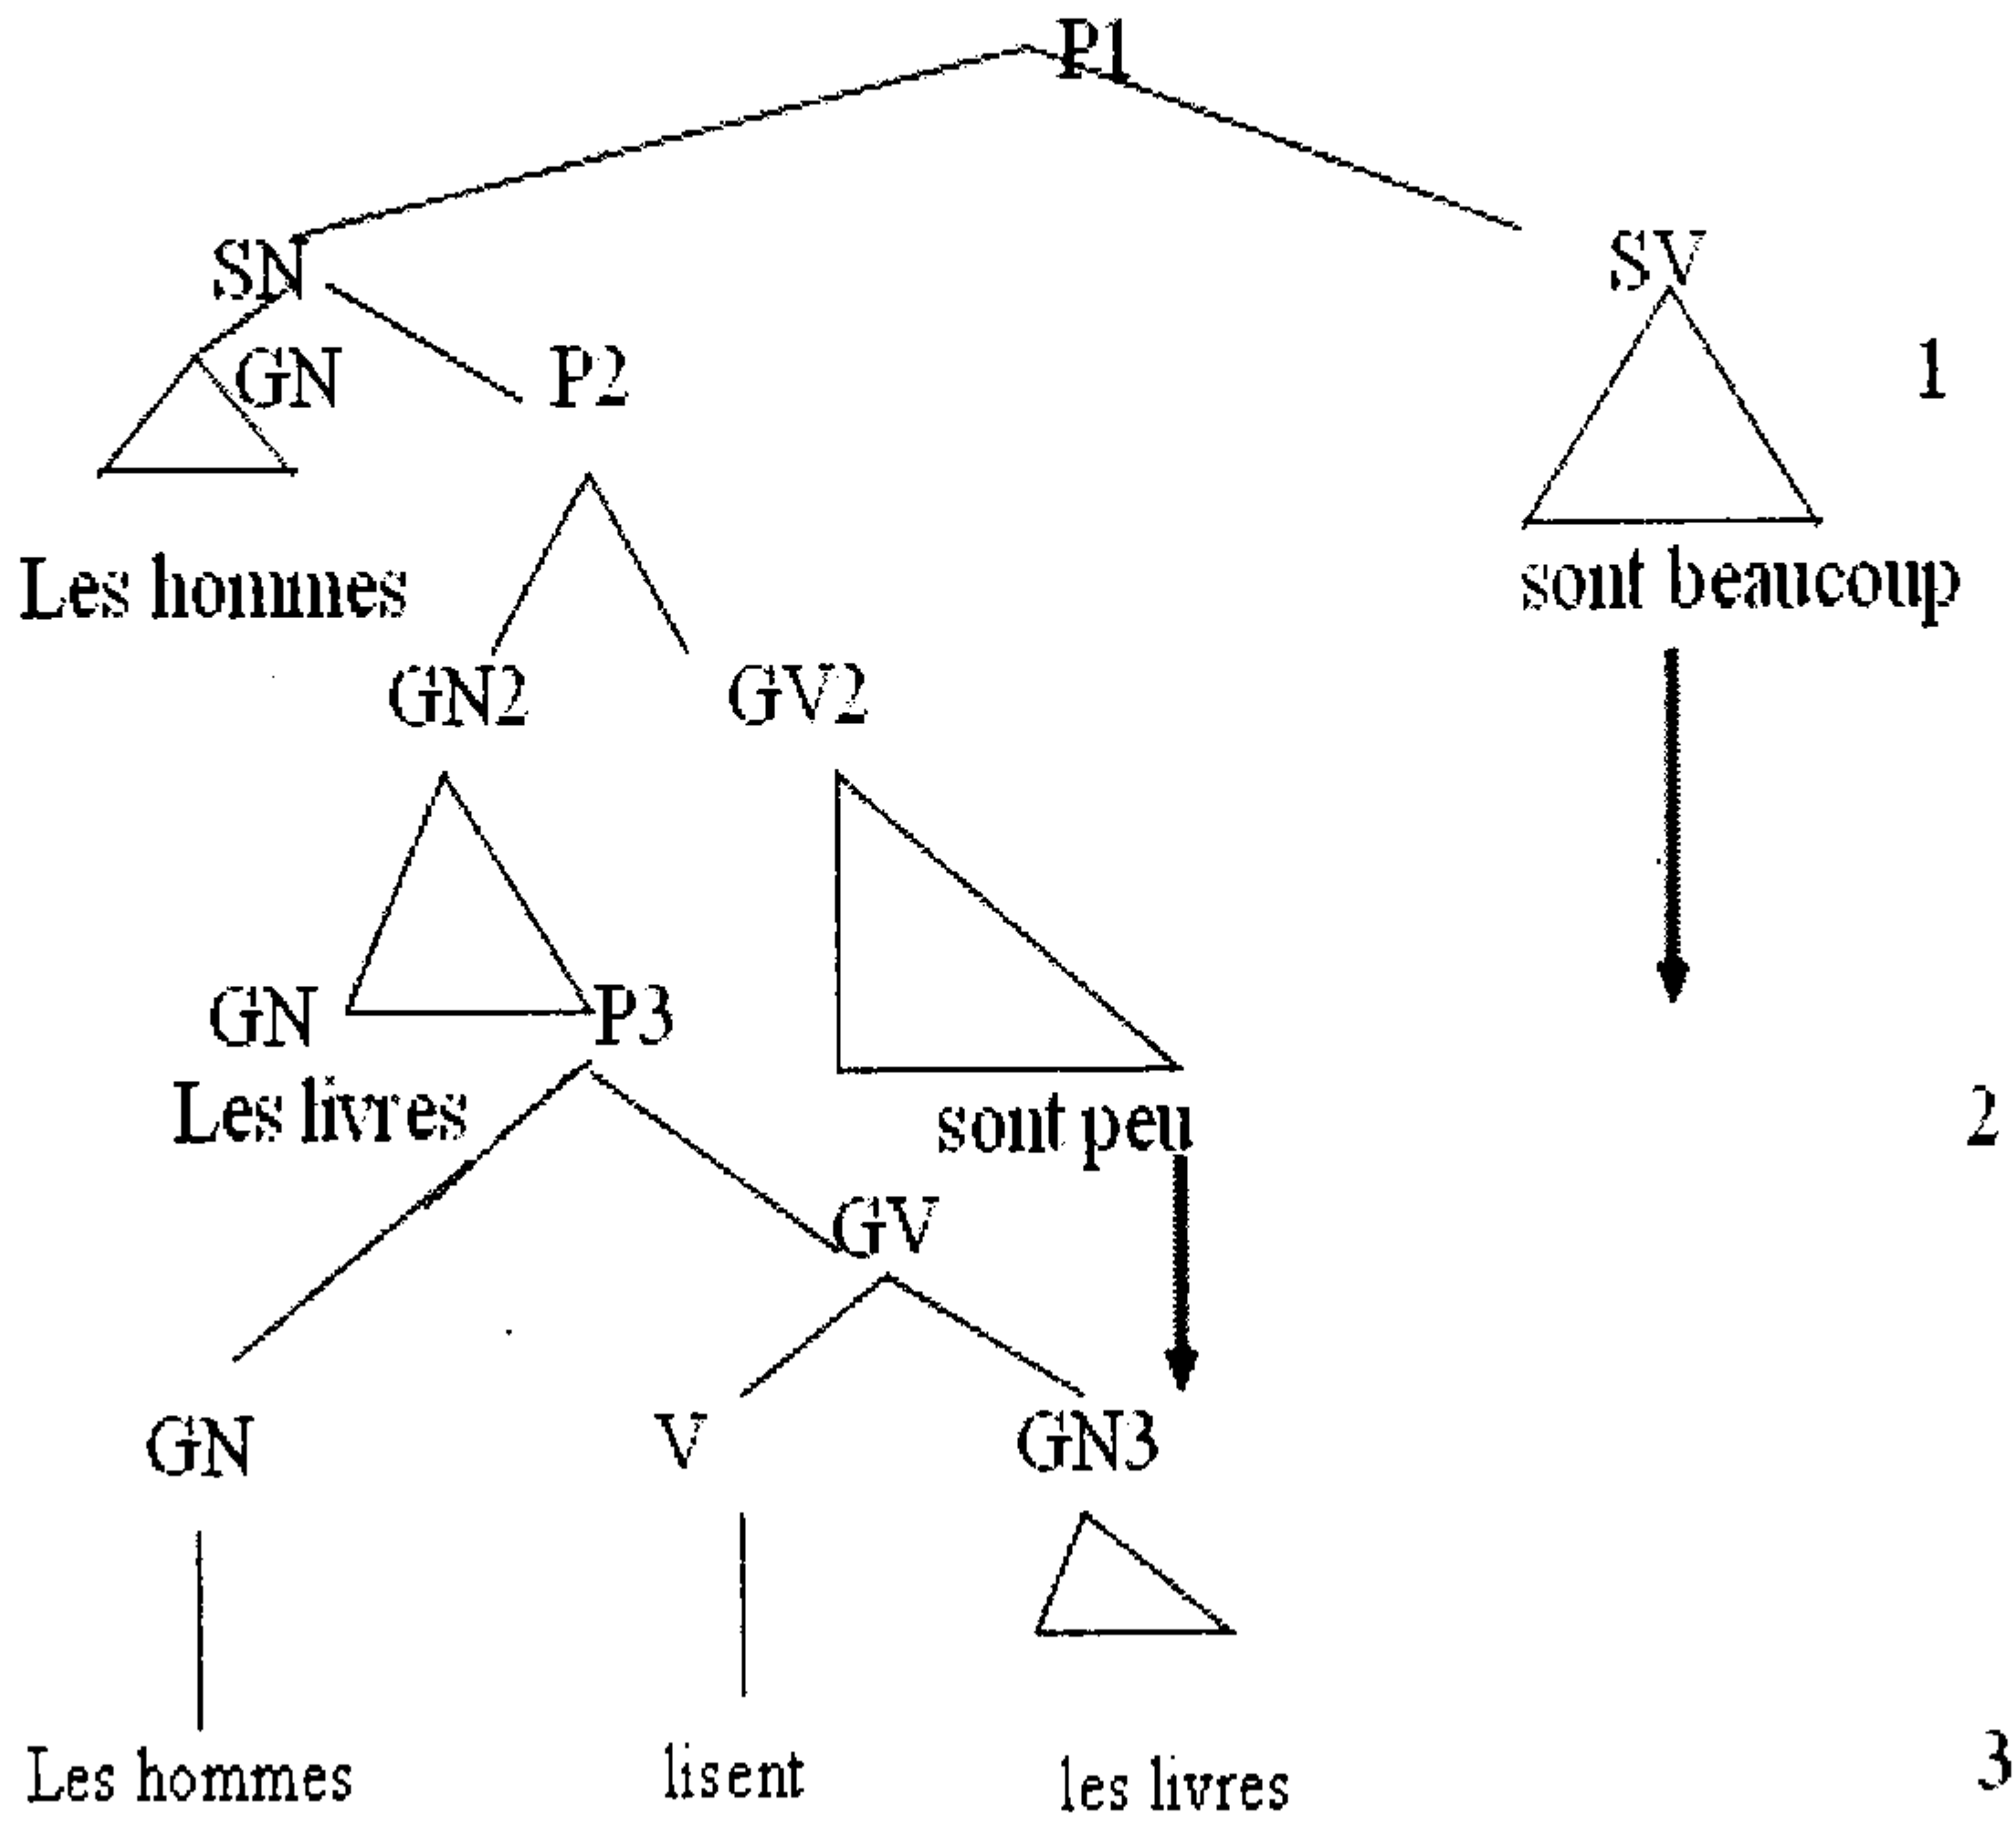 P1
SN SV
GN P2 1
Les hommes sont beaucoup
GN2 GV2
GN P3
Les livres sont peu 2
GV
GN V GN3
Les hommes lisent les livres 3